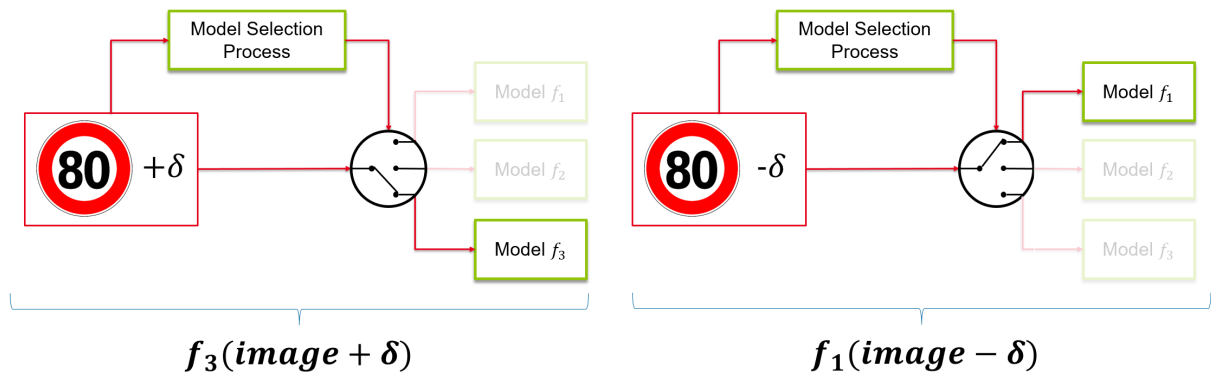 Model Selection
Process
Model f₁
80 +δ
Model f₂
Model f₃
f₃(image + δ)
Model Selection
Process
Model f₁
80 -δ
Model f₂
Model f₃
f₁(image − δ)